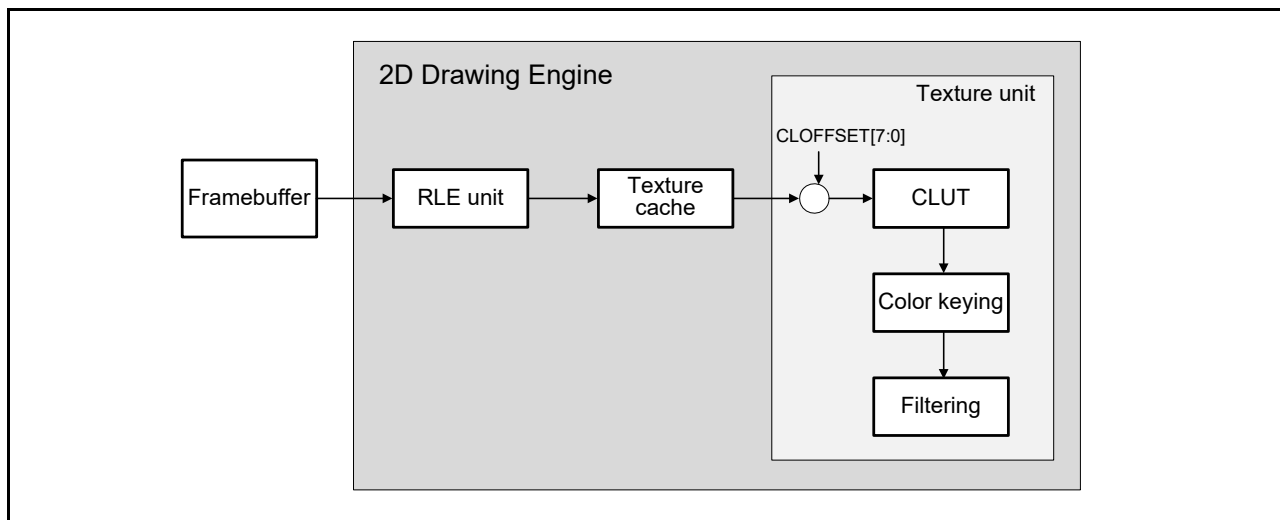 2D Drawing Engine
Texture unit
CLOFFSET[7:0]
Framebuffer
RLE unit
Texture
cache
CLUT
Color keying
Filtering